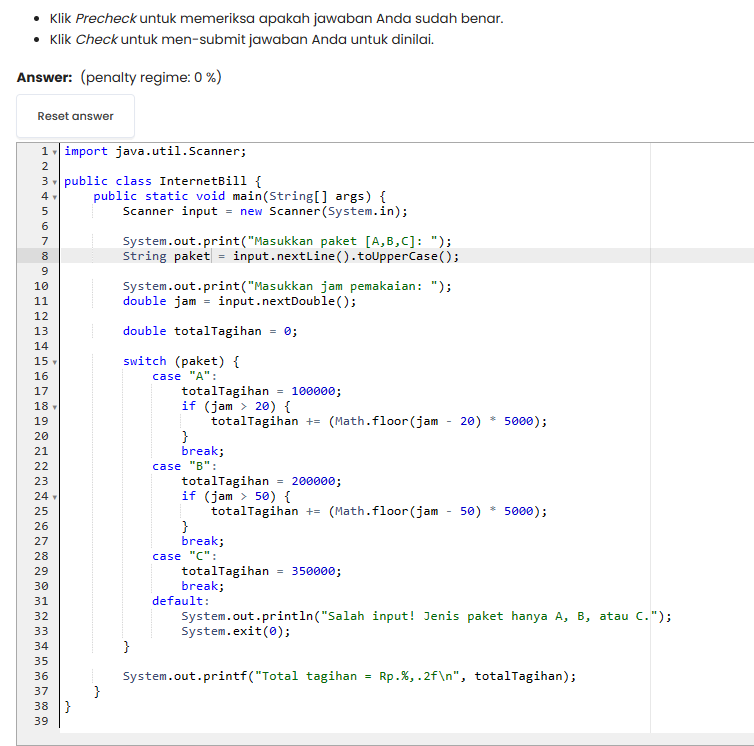 Klik Precheck untuk memeriksa apakah jawaban Anda sudah benar.
Klik Check untuk men-submit jawaban Anda untuk dinilai.
Answer: (penalty regime: 0 %)
Reset answer
1 import java.util.Scanner;
2
3 public class InternetBill {
4     public static void main(String[] args) {
5         Scanner input = new Scanner(System.in);
6
7         System.out.print("Masukkan paket [A,B,C]: ");
8         String paket = input.nextLine().toUpperCase();
9
10         System.out.print("Masukkan jam pemakaian: ");
11         double jam = input.nextDouble();
12
13         double totalTagihan = 0;
14
15         switch (paket) {
16             case "A":
17                 totalTagihan = 100000;
18                 if (jam > 20) {
19                     totalTagihan += (Math.floor(jam - 20) * 5000);
20                 }
21                 break;
22             case "B":
23                 totalTagihan = 200000;
24                 if (jam > 50) {
25                     totalTagihan += (Math.floor(jam - 50) * 5000);
26                 }
27                 break;
28             case "C":
29                 totalTagihan = 350000;
30                 break;
31             default:
32                 System.out.println("Salah input! Jenis paket hanya A, B, atau C.");
33                 System.exit(0);
34         }
35
36         System.out.printf("Total tagihan = Rp.%,.2f\n", totalTagihan);
37     }
38 }
39